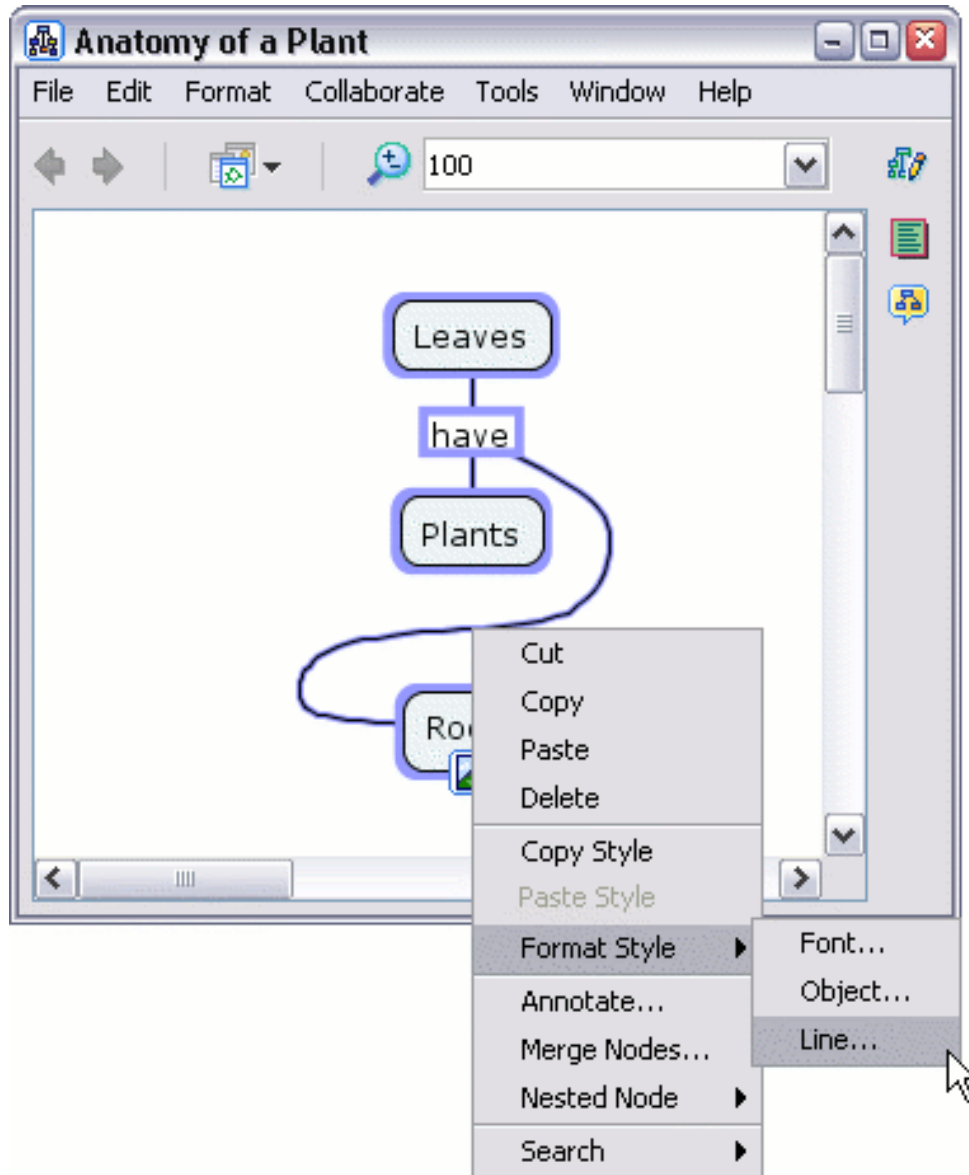 Anatomy of a Plant
File Edit Format Collaborate Tools Window Help
100
Leaves
have
Plants
Cut
Copy
Paste
Delete
Copy Style
Paste Style
Format Style
Font...
Object...
Line...
Annotate...
Merge Nodes...
Nested Node
Search